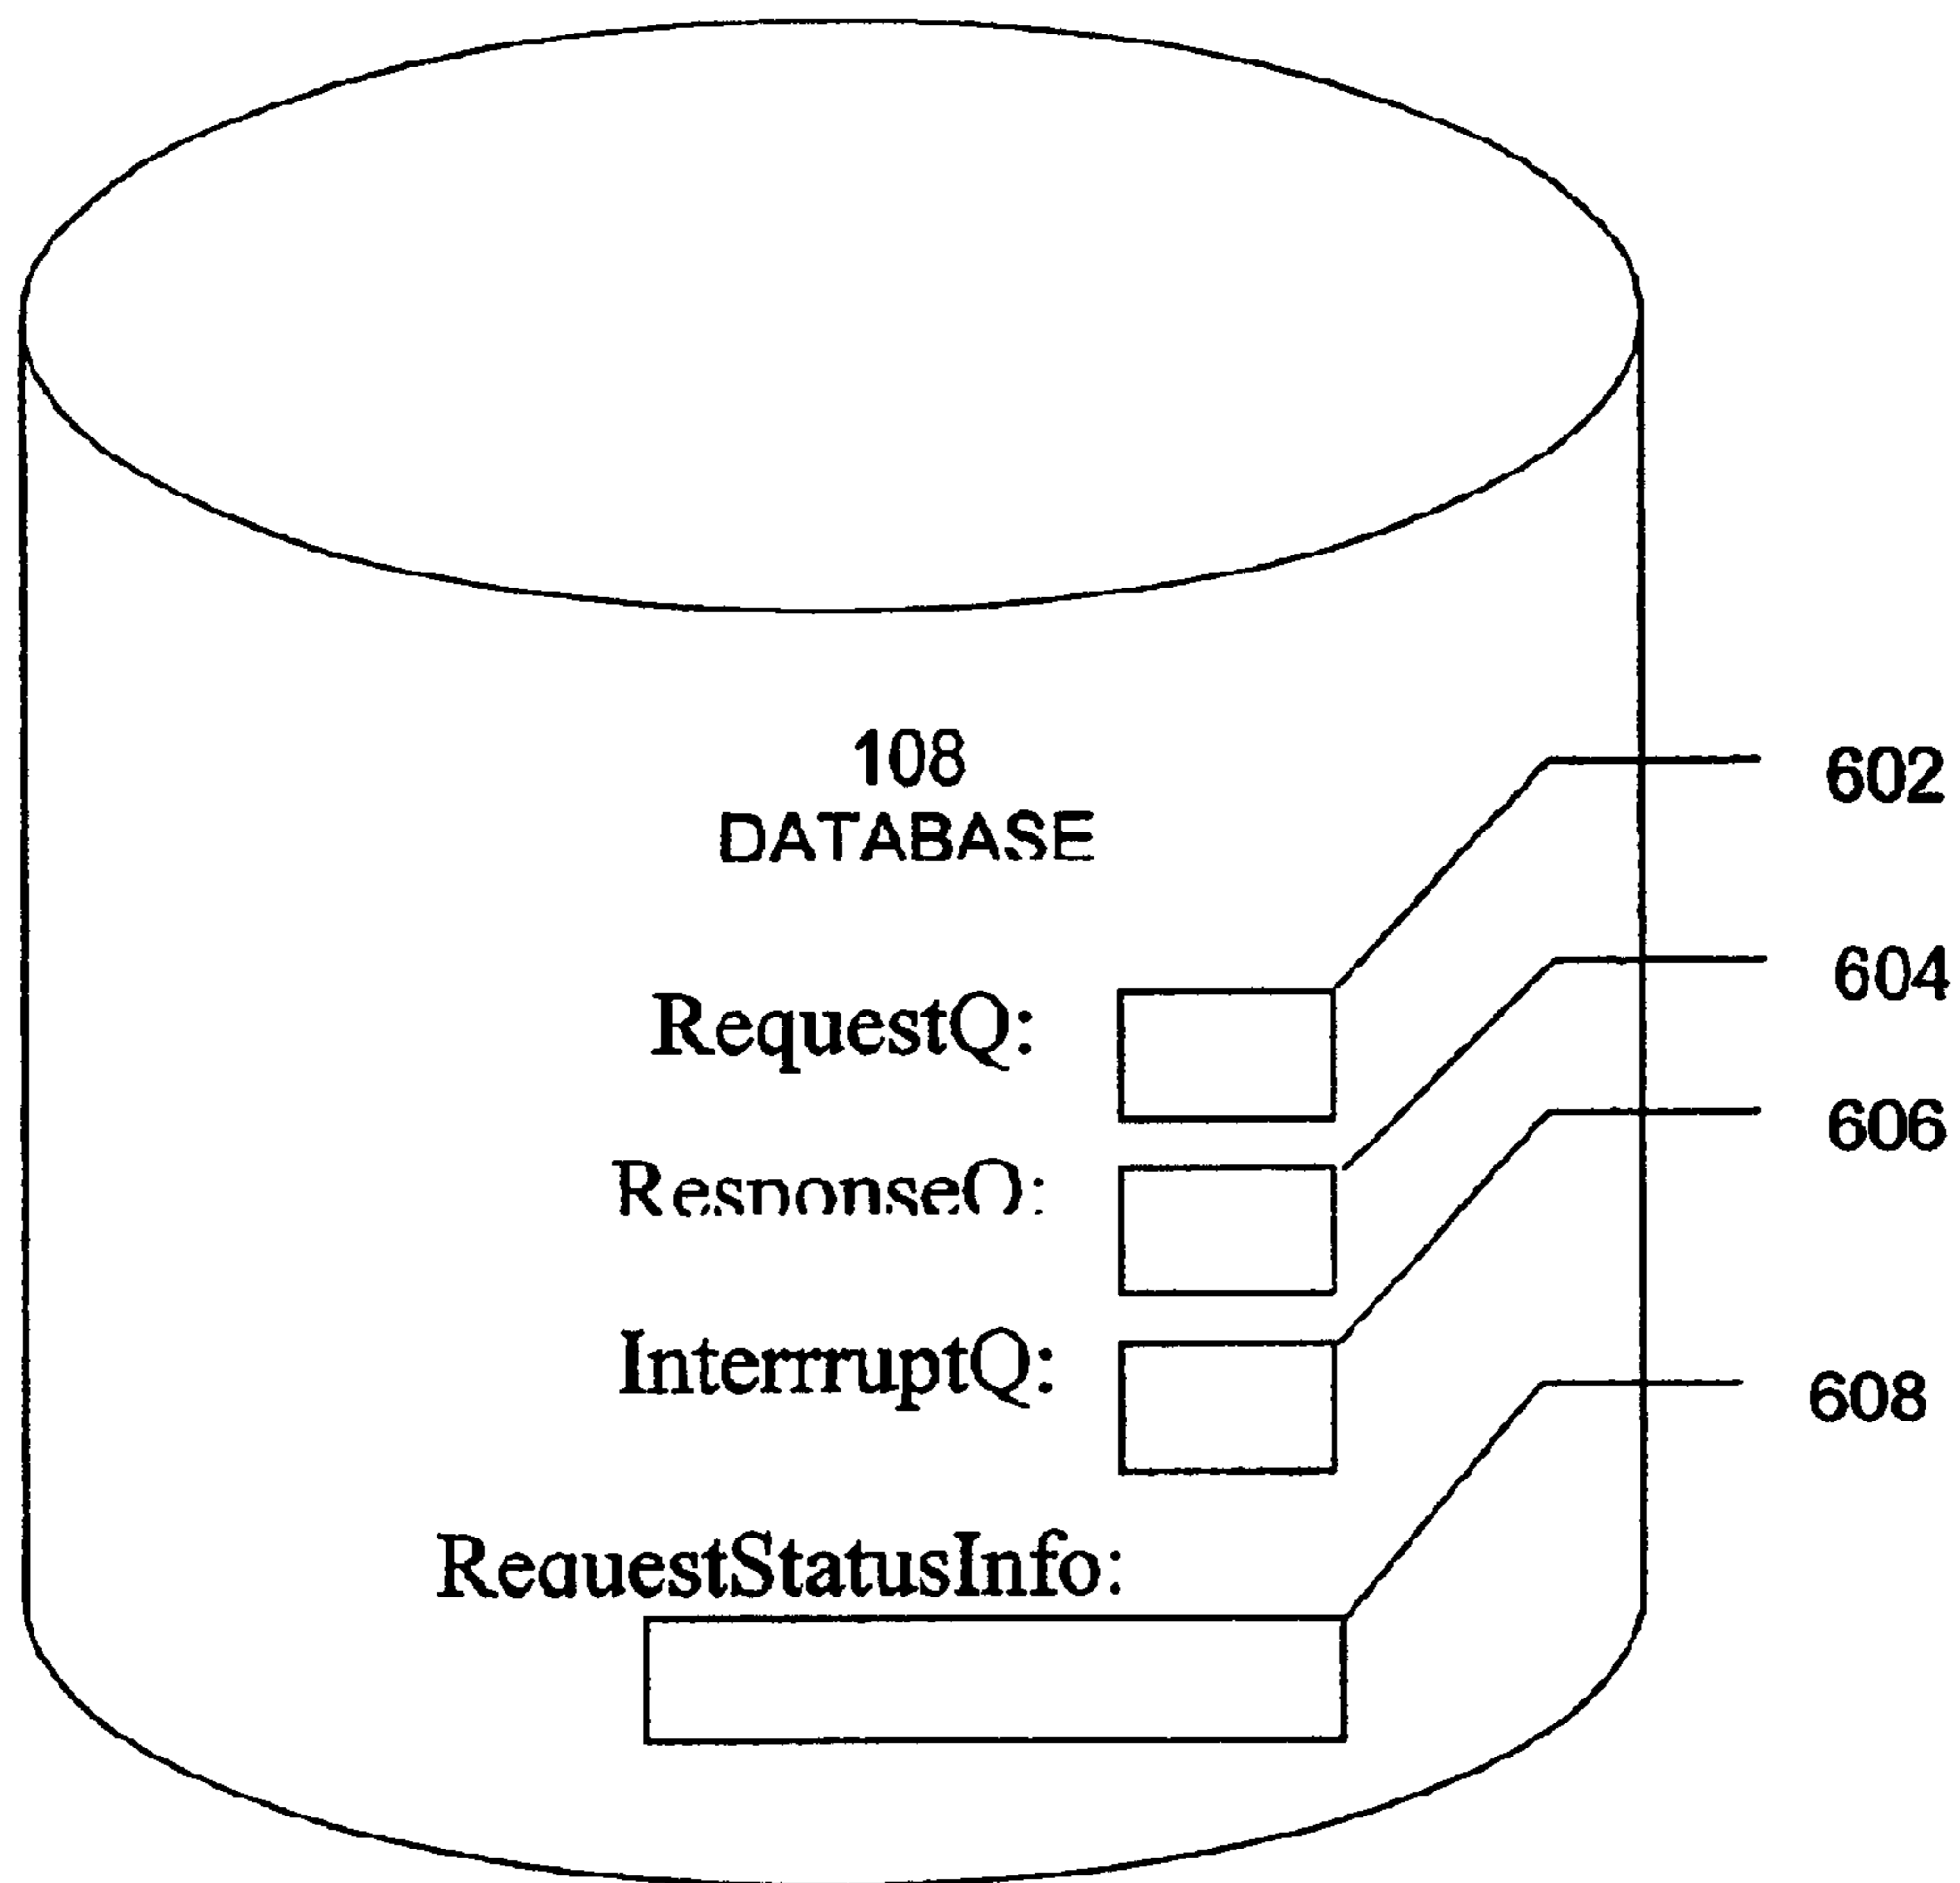 108
DATABASE
602
RequestQ:
604
ResponseQ:
606
InterrruptQ:
608
RequestStatusInfo: